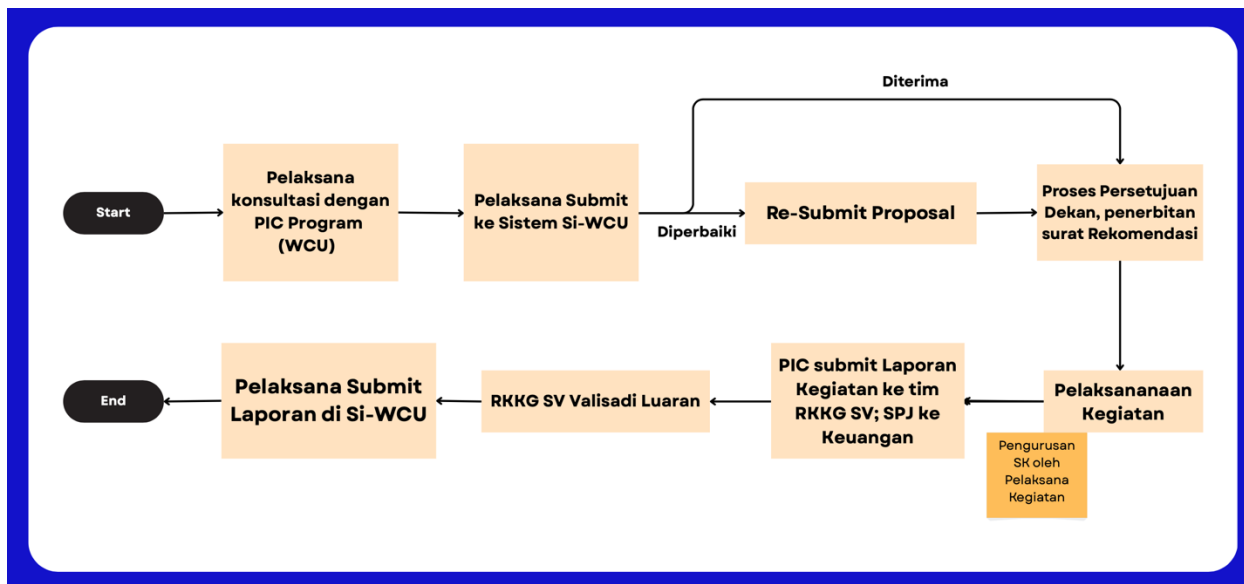 Diterima
Start
Pelaksana
konsultasi dengan
PIC Program
(WCU)
Pelaksana Submit
ke Sistem Si-WCU
Diperbaiki
Re-Submit Proposal
Proses Persetujuan
Dekan, penerbitan
surat Rekomendasi
Pelaksananaan
Kegiatan
Pengurusan
SK oleh
Pelaksana
Kegiatan
PIC submit Laporan
Kegiatan ke tim
RKKG SV; SPJ ke
Keuangan
RKKG SV Valisadi Luaran
Pelaksana Submit
Laporan di Si-WCU
End